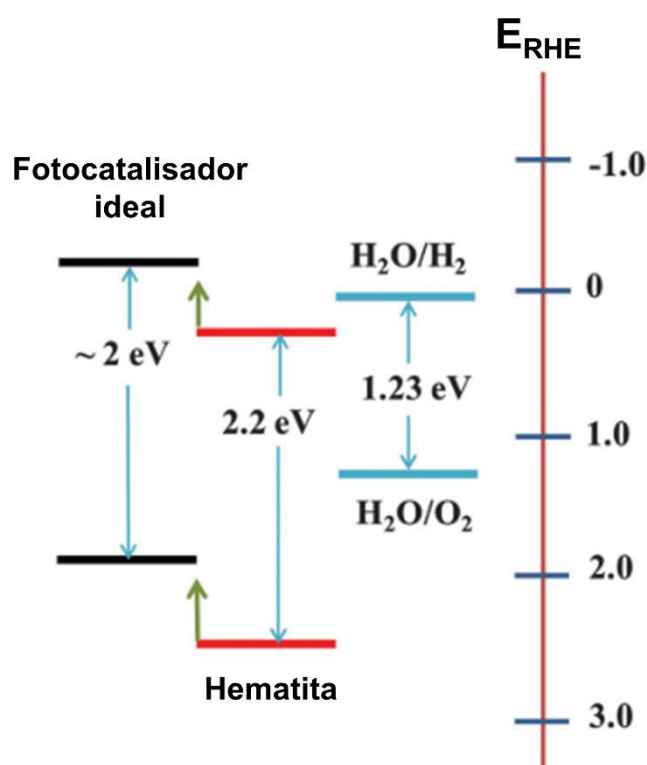 E_RHE
Fotocatalisador
ideal
-1.0
H₂O/H₂
0
~ 2 eV
1.23 eV
2.2 eV
1.0
H₂O/O₂
2.0
Hematita
3.0